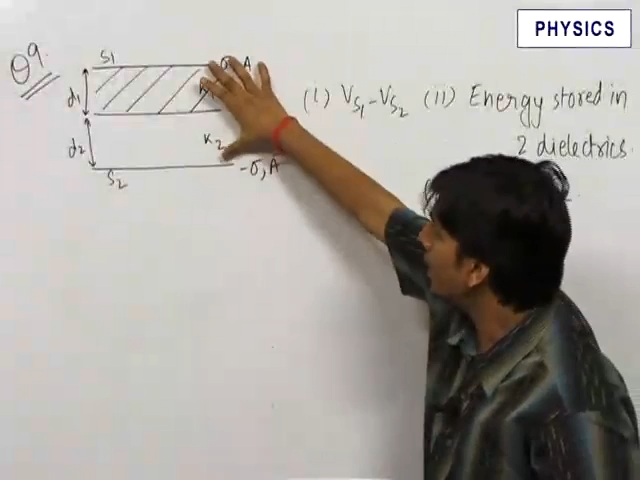 PHYSICS
Q9.
S1
σ, A
d1
K
(i) VS1 - VS2 (ii) Energy stored in
2 dielectrics.
d2
K2
-σ, A
S2